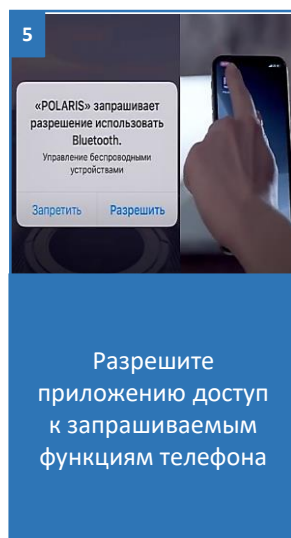 5
«POLARIS» запрашивает
разрешение использовать
Bluetooth.
Управление беспроводными
устройствами
Запретить Разрешить
Разрешите
приложению доступ
к запрашиваемым
функциям телефона